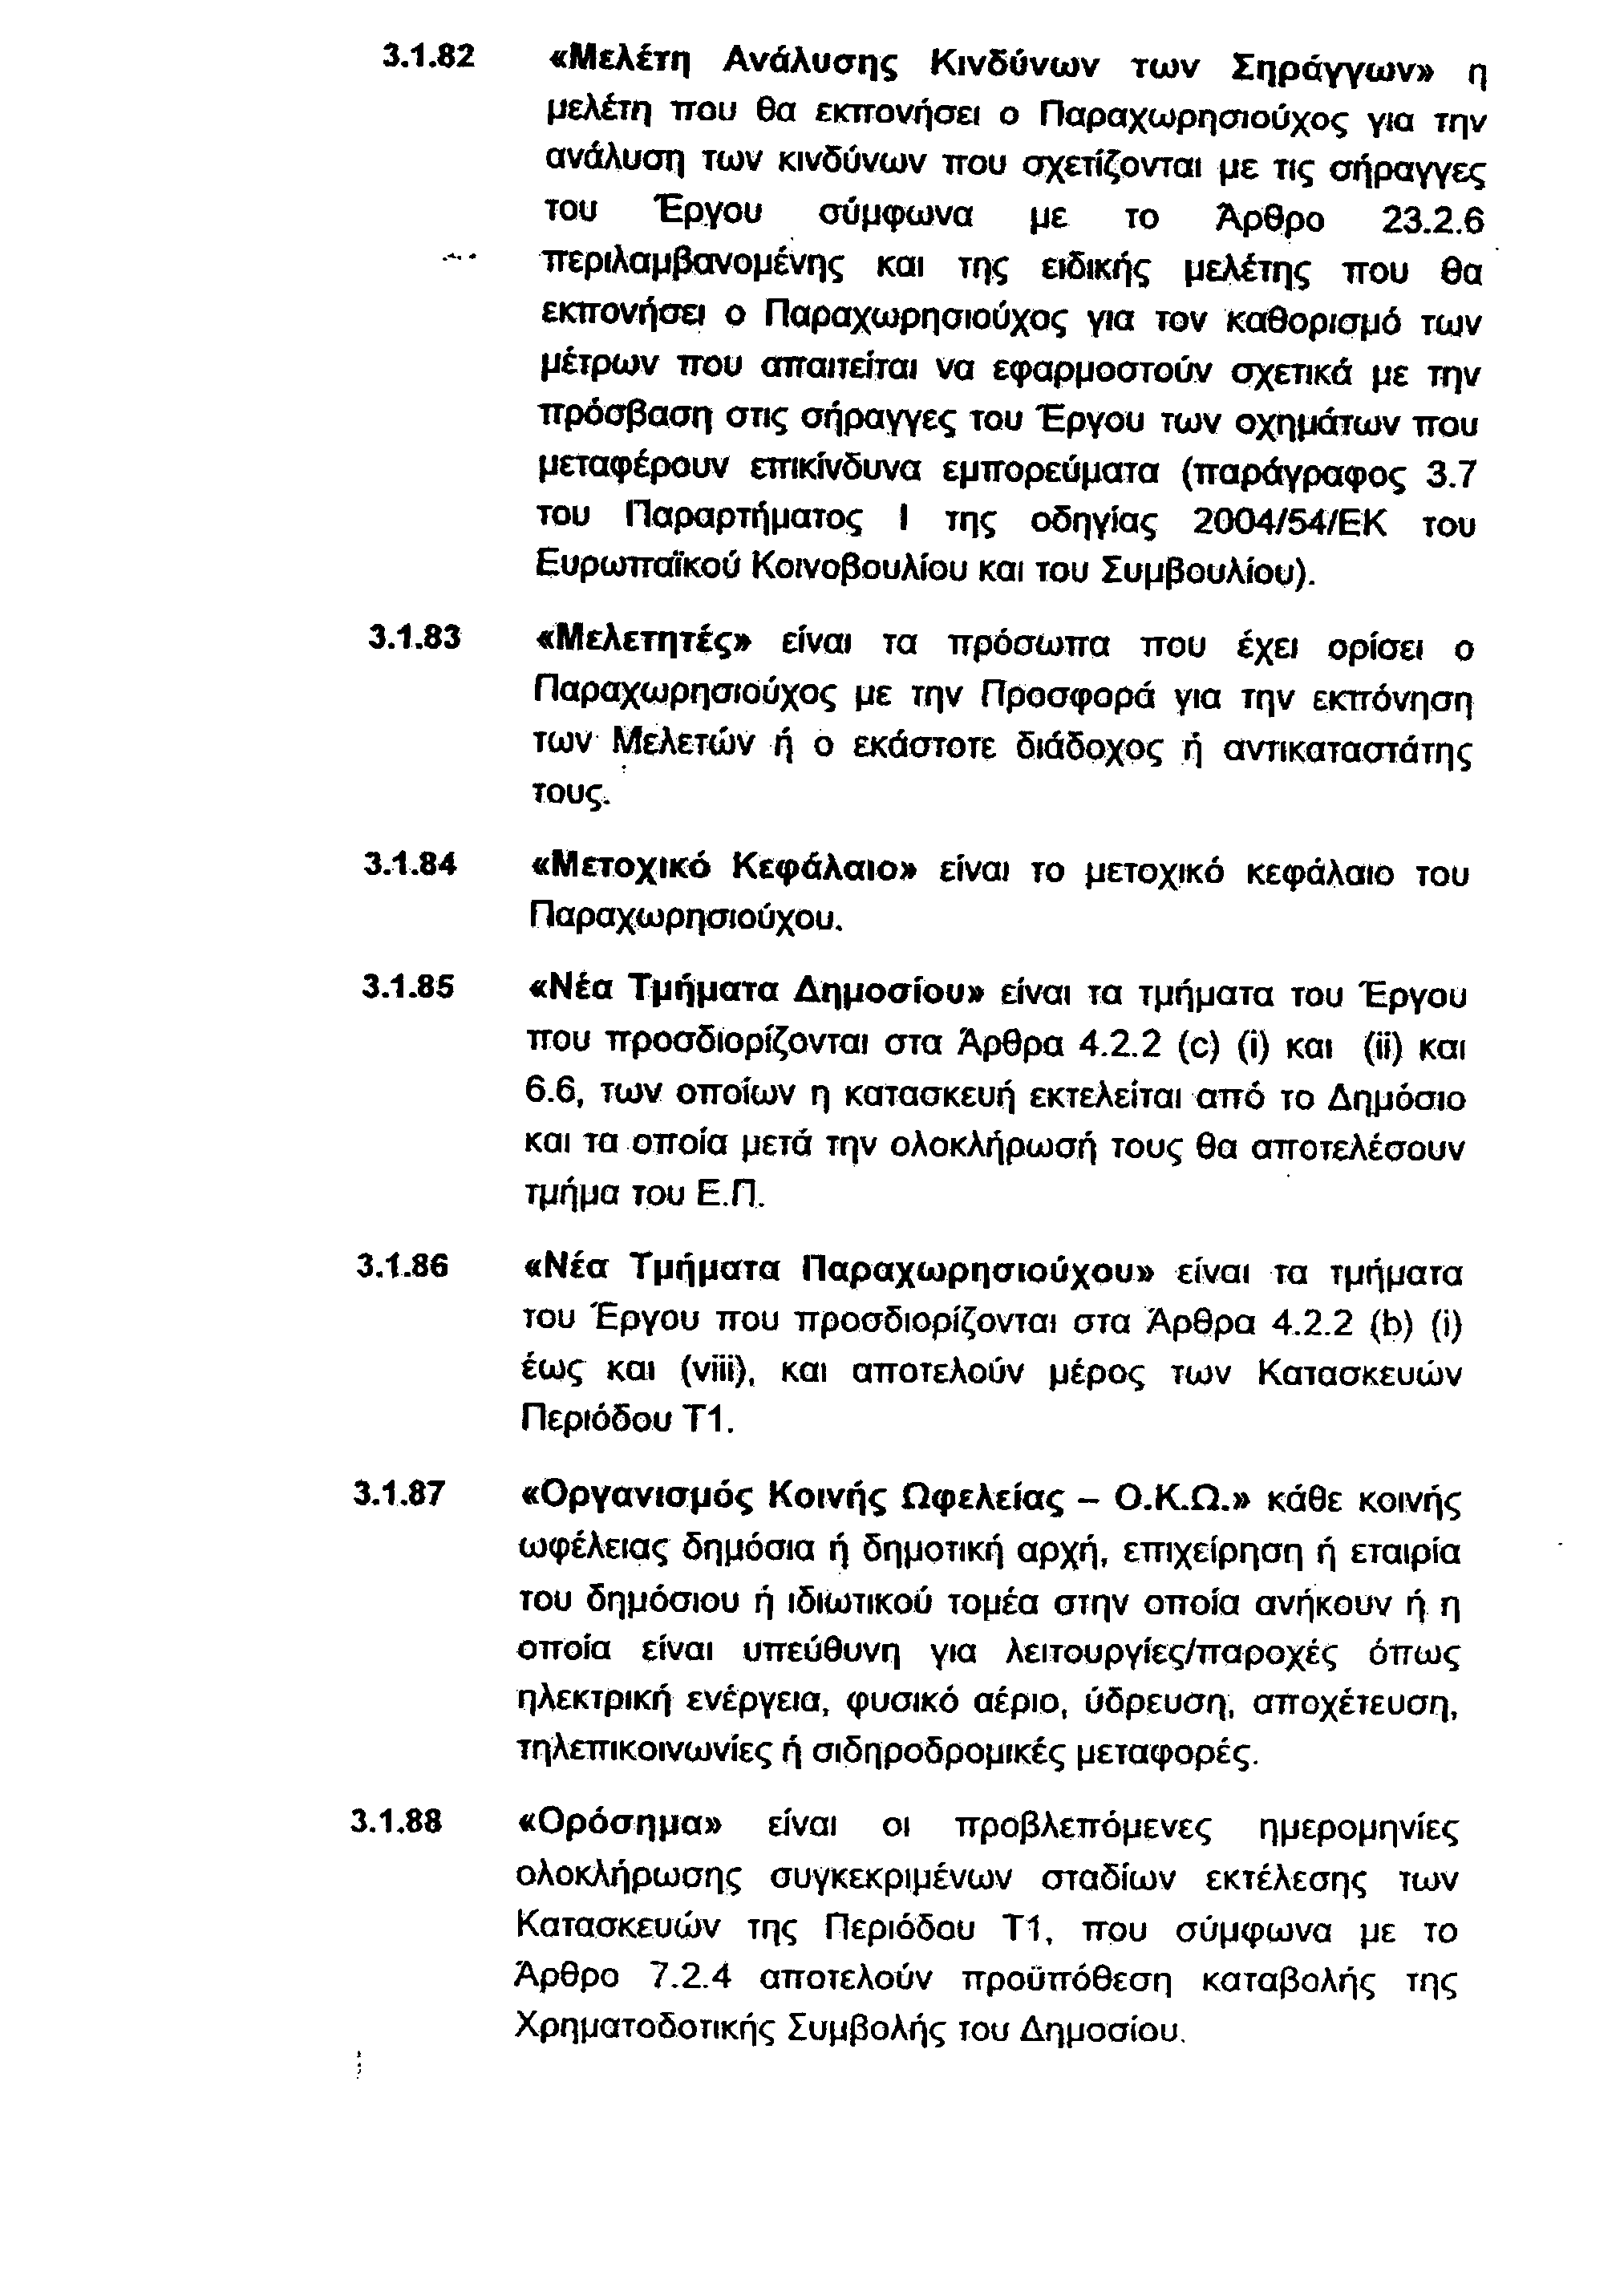 3.1.82 «Μελέτη Ανάλυσης Κινδύνων των Σηράγγων» η
μελέτη που θα εκπονήσει ο Παραχωρησιούχος για την
ανάλυση των κινδύνων που σχετίζονται με τις σήραγγες
του Έργου σύμφωνα με το Άρθρο 23.2.6
περιλαμβανομένης και της ειδικής μελέτης που θα
εκπονήσει ο Παραχωρησιούχος για τον καθορισμό των
μέτρων που απαιτείται να εφαρμοστούν σχετικά με την
πρόσβαση στις σήραγγες του Έργου των οχημάτων που
μεταφέρουν επικίνδυνα εμπορεύματα (παράγραφος 3.7
του Παραρτήματος Ι της οδηγίας 2004/54/ΕΚ του
Ευρωπαϊκού Κοινοβουλίου και του Συμβουλίου).
3.1.83 «Μελετητές» είναι τα πρόσωπα που έχει ορίσει ο
Παραχωρησιούχος με την Προσφορά για την εκπόνηση
των Μελετών ή ο εκάστοτε διάδοχος ή αντικαταστάτης
τους.
3.1.84 «Μετοχικό Κεφάλαιο» είναι το μετοχικό κεφάλαιο του
Παραχωρησιούχου.
3.1.85 «Νέα Τμήματα Δημοσίου» είναι τα τμήματα του Έργου
που προσδιορίζονται στα Άρθρα 4.2.2 (c) (i) και (ii) και
6.6, των οποίων η κατασκευή εκτελείται από το Δημόσιο
και τα οποία μετά την ολοκλήρωσή τους θα αποτελέσουν
τμήμα του Ε.Π.
3.1.86 «Νέα Τμήματα Παραχωρησιούχου» είναι τα τμήματα
του Έργου που προσδιορίζονται στα Άρθρα 4.2.2 (b) (i)
έως και (viii), και αποτελούν μέρος των Κατασκευών
Περιόδου Τ1.
3.1.87 «Οργανισμός Κοινής Ωφελείας – Ο.Κ.Ω.» κάθε κοινής
ωφέλειας δημόσια ή δημοτική αρχή, επιχείρηση ή εταιρία
του δημόσιου ή ιδιωτικού τομέα στην οποία ανήκουν ή η
οποία είναι υπεύθυνη για λειτουργίες/παροχές όπως
ηλεκτρική ενέργεια, φυσικό αέριο, ύδρευση, αποχέτευση,
τηλεπικοινωνίες ή σιδηροδρομικές μεταφορές.
3.1.88 «Ορόσημα» είναι οι προβλεπόμενες ημερομηνίες
ολοκλήρωσης συγκεκριμένων σταδίων εκτέλεσης των
Κατασκευών της Περιόδου Τ1, που σύμφωνα με το
Άρθρο 7.2.4 αποτελούν προϋπόθεση καταβολής της
Χρηματοδοτικής Συμβολής του Δημοσίου.